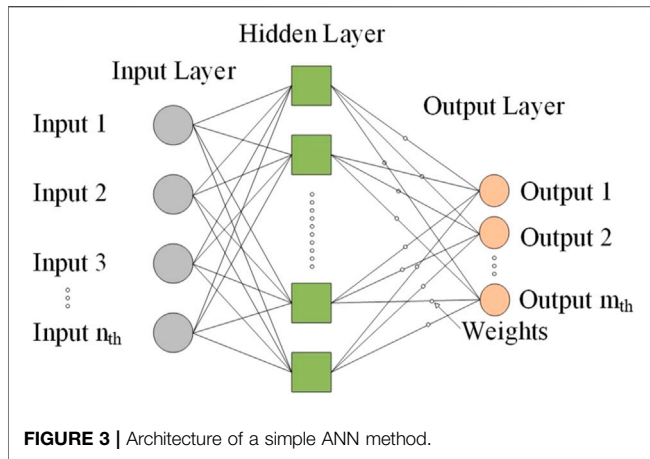 Hidden Layer
Input Layer
Output Layer
Input 1
Input 2
Input 3
Input nth
Output 1
Output 2
Output mth
Weights
FIGURE 3 | Architecture of a simple ANN method.